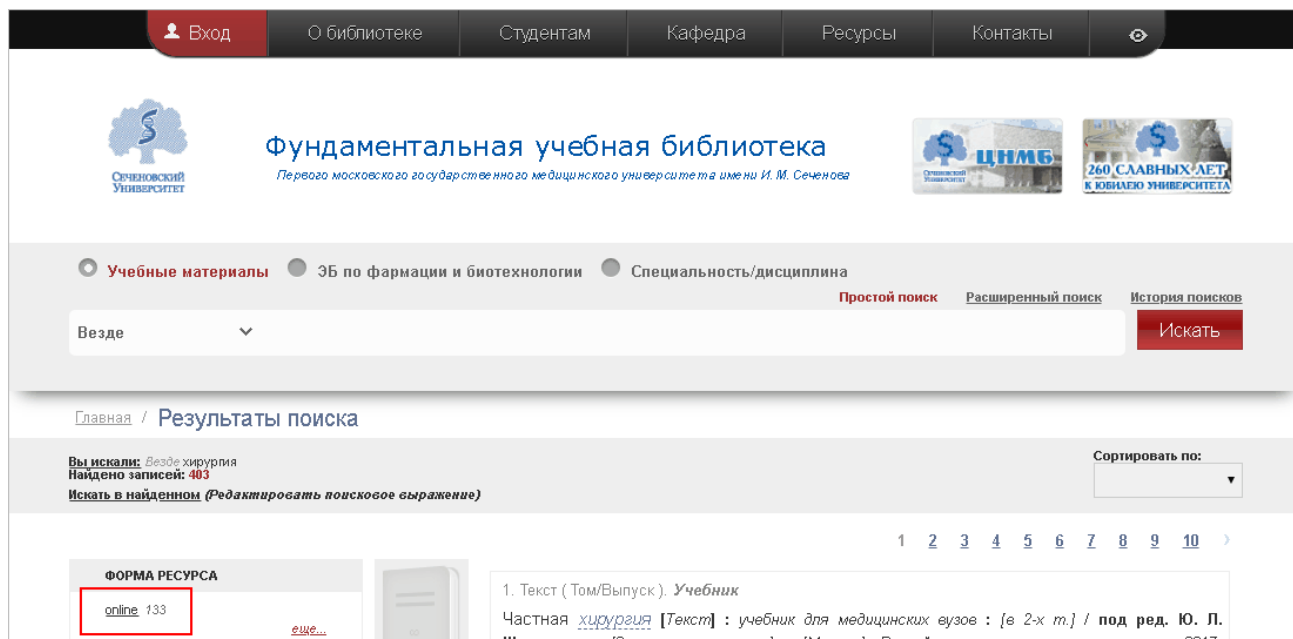 Вход О библиотеке Студентам Кафедра Ресурсы Контакты
Сеченовский
Университет
Фундаментальная учебная библиотека
Первого московского государственного медицинского университета имени И. М. Сеченова
Сеченовский
Университет
ЦНМБ
260 СЛАВНЫХ ЛЕТ
К ЮБИЛЕЮ УНИВЕРСИТЕТА
Учебные материалы ЭБ по фармации и биотехнологии Специальность/дисциплина
Простой поиск Расширенный поиск История поисков
Везде Искать
Главная / Результаты поиска
Вы искали: Везде хирургия
Найдено записей: 403
Искать в найденном (Редактировать поисковое выражение)
Сортировать по:
1 2 3 4 5 6 7 8 9 10
ФОРМА РЕСУРСА
online 133
еще...
1. Текст ( Том/Выпуск ). Учебник
Частная хирургия [Текст] : учебник для медицинских вузов : [в 2-х т.] / под ред. Ю. Л.